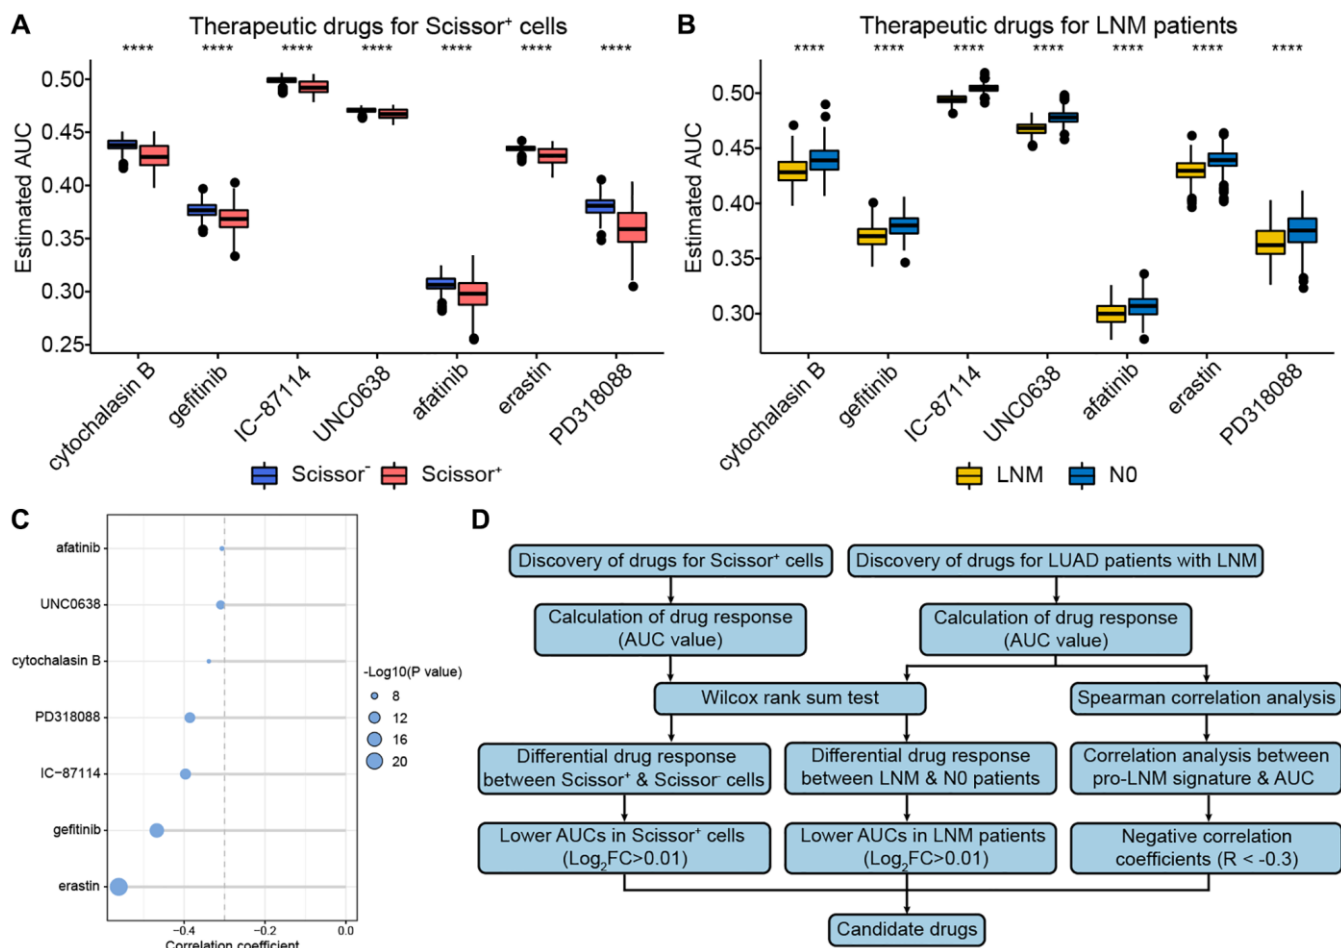 A
Therapeutic drugs for Scissor⁺ cells
**** **** **** **** **** **** ****
Estimated AUC
0.50
0.45
0.40
0.35
0.30
0.25
cytochalasin B
gefitinib
IC−87114
UNC0638
afatinib
erastin
PD318088
Scissor⁻ Scissor⁺
B
Therapeutic drugs for LNM patients
**** **** **** **** **** **** ****
0.50
0.45
0.40
0.35
0.30
cytochalasin B
gefitinib
IC−87114
UNC0638
afatinib
erastin
PD318088
LNM N0
C
afatinib
UNC0638
cytochalasin B
PD318088
IC−87114
gefitinib
erastin
−0.4 −0.2 0.0
Correlation coefficient
-Log10(P value)
8
12
16
20
D
Discovery of drugs for Scissor⁺ cells
Discovery of drugs for LUAD patients with LNM
Calculation of drug response
(AUC value)
Calculation of drug response
(AUC value)
Wilcox rank sum test
Spearman correlation analysis
Differential drug response
between Scissor⁺ & Scissor⁻ cells
Differential drug response
between LNM & N0 patients
Correlation analysis between
pro-LNM signature & AUC
Lower AUCs in Scissor⁺ cells
(Log₂FC>0.01)
Lower AUCs in LNM patients
(Log₂FC>0.01)
Negative correlation
coefficients (R < -0.3)
Candidate drugs